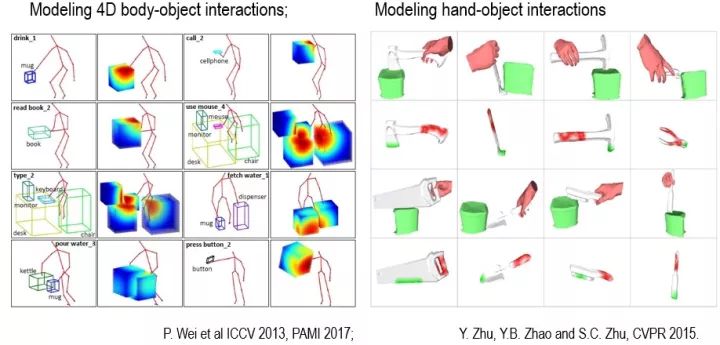 Modeling 4D body-object interactions;
Modeling hand-object interactions
drink_1
mug
call_2
cellphone
read book_2
book
use mouse_4
mouse
monitor
desk
chair
type_2
keyboard
monitor
desk
chair
fetch water_1
dispenser
mug
pour water_3
kettle
mug
press button_2
button
P. Wei et al ICCV 2013, PAMI 2017;
Y. Zhu, Y.B. Zhao and S.C. Zhu, CVPR 2015.